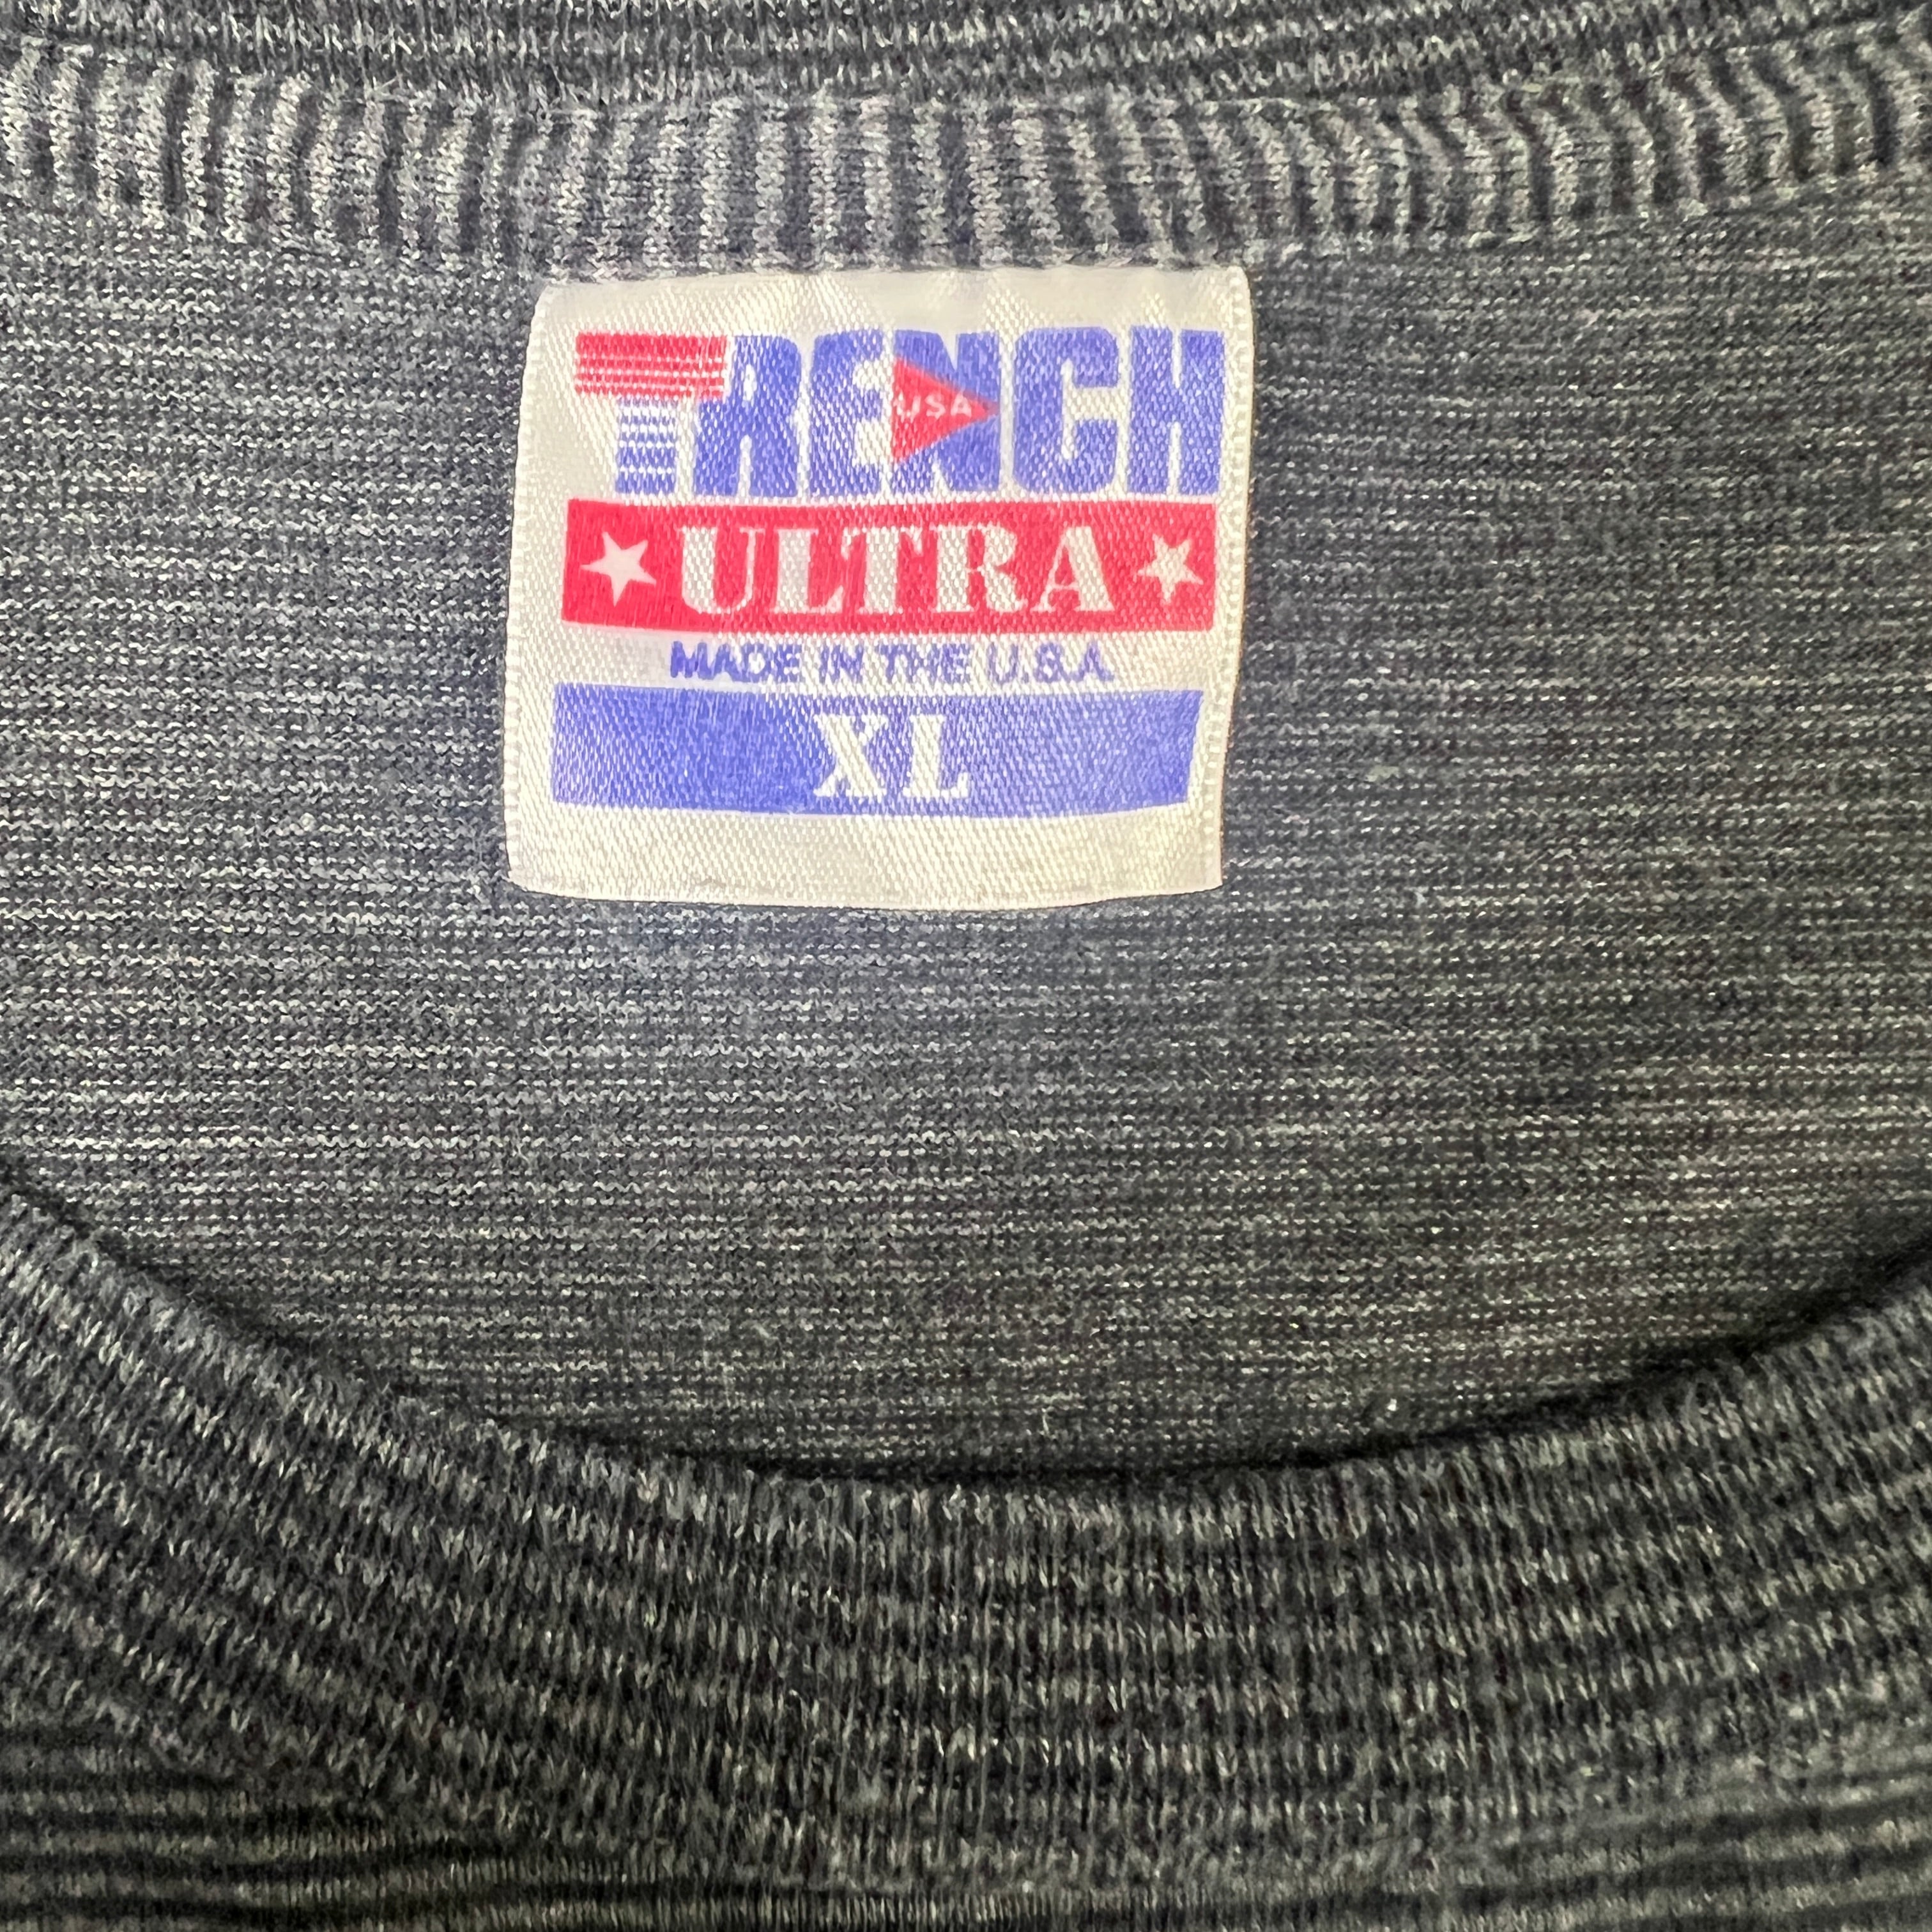 TRENCH
USA
ULTRA
MADE IN THE U.S.A.
XL